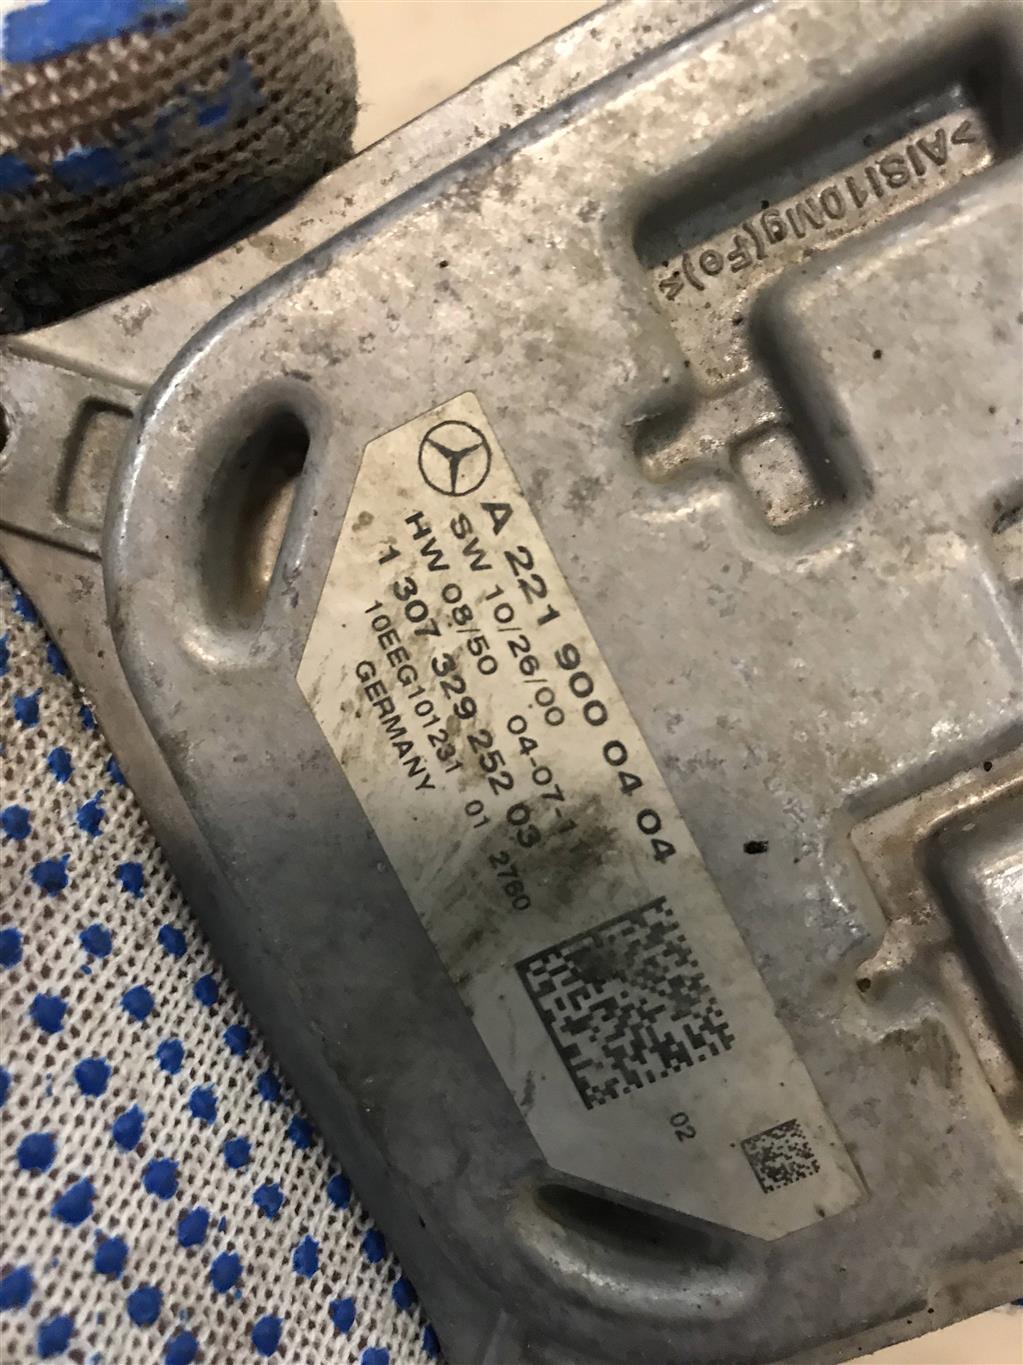 >AlSi10Mg(Fe)<
A 221 900 04 04
SW 10/26/00 04-07-11
HW 08/50
1 307 329 252 03
10EEG101231 01 2760
GERMANY
02